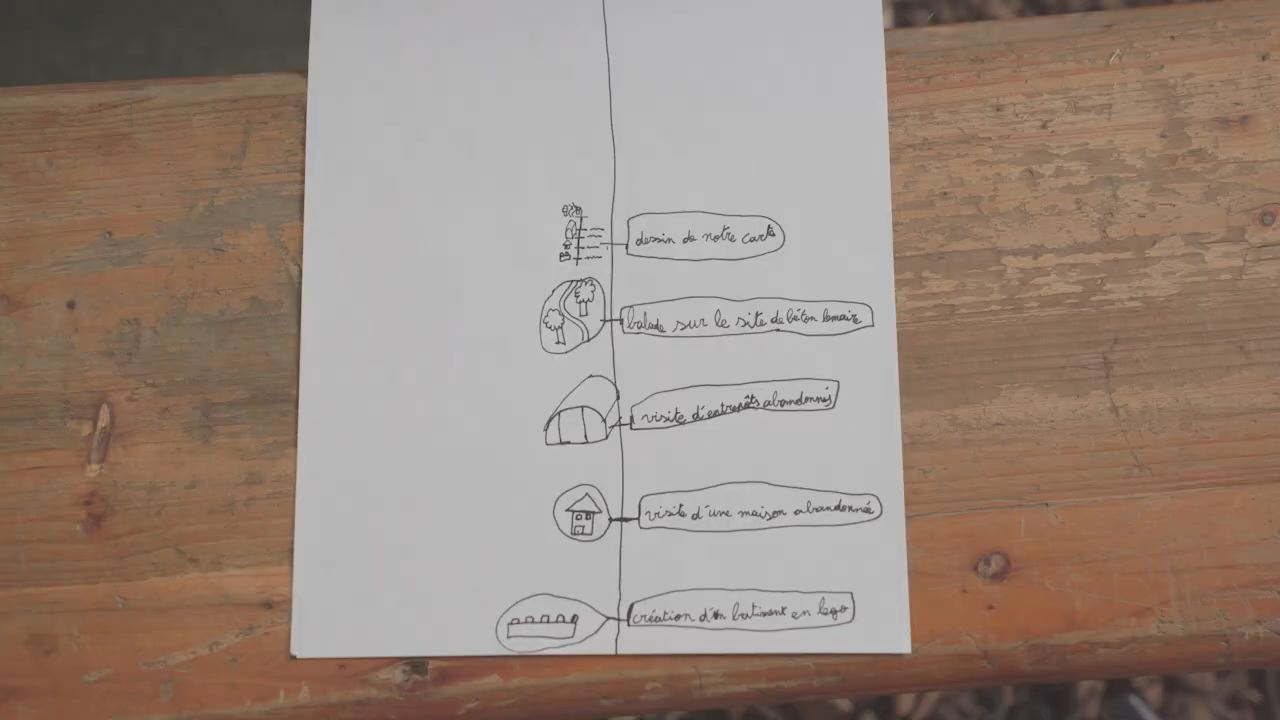 dessin de notre carte
balade sur le site de béton lemaire
visite d'entrepôts abandonnés
visite d'une maison abandonnée
création d'un batiment en lego